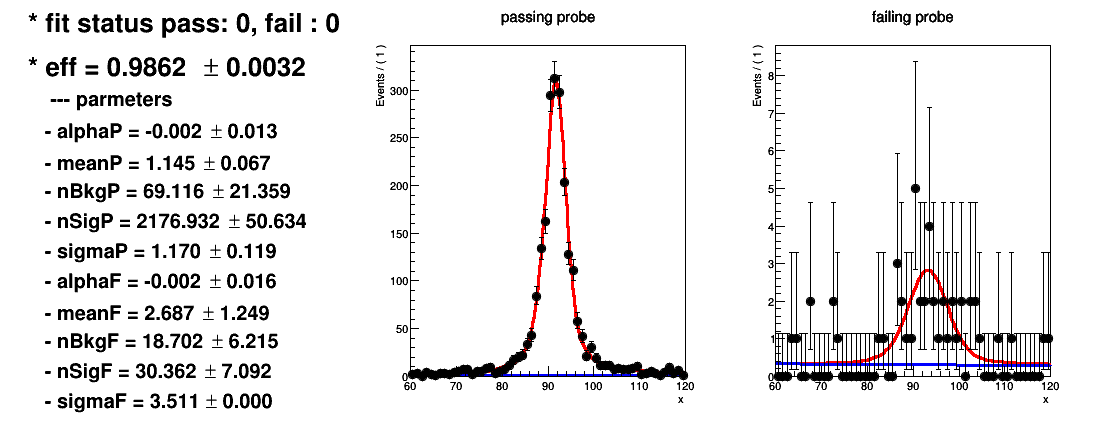 * fit status pass: 0, fail : 0
* eff = 0.9862 ± 0.0032
--- parmeters
- alphaP = -0.002 ± 0.013
- meanP = 1.145 ± 0.067
- nBkgP = 69.116 ± 21.359
- nSigP = 2176.932 ± 50.634
- sigmaP = 1.170 ± 0.119
- alphaF = -0.002 ± 0.016
- meanF = 2.687 ± 1.249
- nBkgF = 18.702 ± 6.215
- nSigF = 30.362 ± 7.092
- sigmaF = 3.511 ± 0.000
passing probe
Events / ( 1 )
300
250
200
150
100
50
0
60 70 80 90 100 110 120
x
failing probe
Events / ( 1 )
8
7
6
5
4
3
2
1
0
60 70 80 90 100 110 120
x